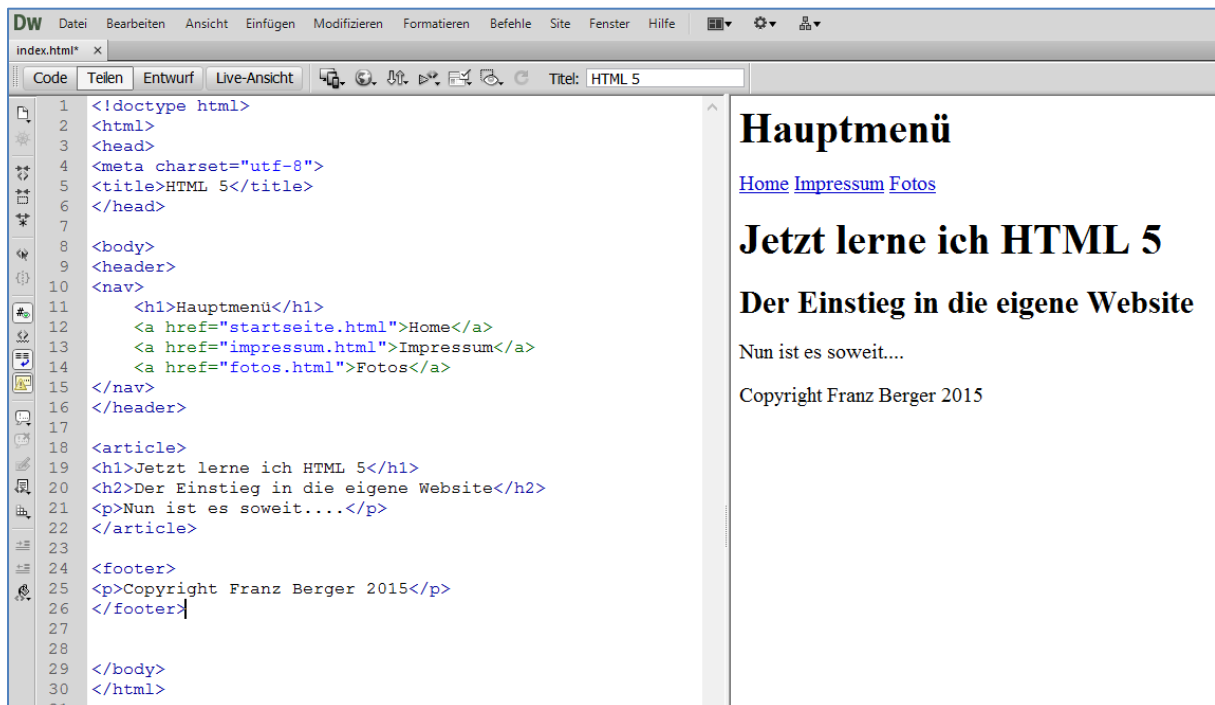 Dw Datei Bearbeiten Ansicht Einfügen Modifizieren Formatieren Befehle Site Fenster Hilfe
index.html* ×
Code Teilen Entwurf Live-Ansicht Titel: HTML 5
1 <!doctype html>
2 <html>
3 <head>
4 <meta charset="utf-8">
5 <title>HTML 5</title>
6 </head>
7
8 <body>
9 <header>
10 <nav>
11 <h1>Hauptmenü</h1>
12 <a href="startseite.html">Home</a>
13 <a href="impressum.html">Impressum</a>
14 <a href="fotos.html">Fotos</a>
15 </nav>
16 </header>
17
18 <article>
19 <h1>Jetzt lerne ich HTML 5</h1>
20 <h2>Der Einstieg in die eigene Website</h2>
21 <p>Nun ist es soweit....</p>
22 </article>
23
24 <footer>
25 <p>Copyright Franz Berger 2015</p>
26 </footer>
27
28
29 </body>
30 </html>
Hauptmenü
Home Impressum Fotos
Jetzt lerne ich HTML 5
Der Einstieg in die eigene Website
Nun ist es soweit....
Copyright Franz Berger 2015